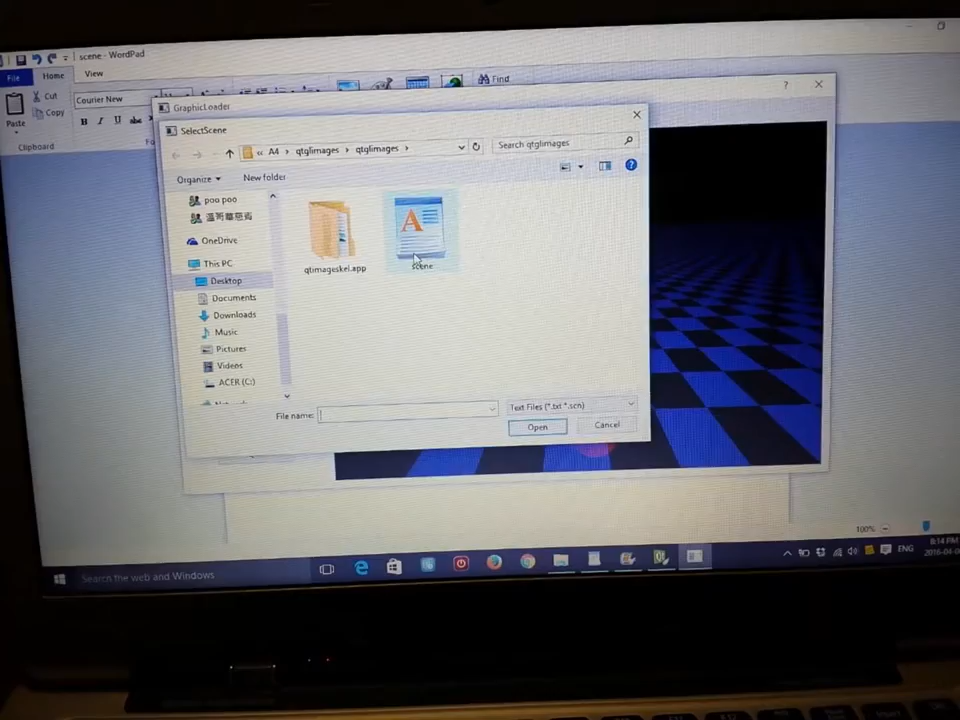 scene - WordPad
File
Home
View
Paste
Cut
Copy
Clipboard
Courier New
B I U abc
Find
GraphicLoader
?
SelectScene
« A4 › qtglimages › qtglimages ›
Search qtglimages
Organize
New folder
poo poo
OneDrive
This PC
Desktop
Documents
Downloads
Music
Pictures
Videos
ACER (C:)
qtimageskel.app
A
scene
File name:
Text Files (*.txt *.scn)
Open
Cancel
100%
Search the web and Windows
ENG
8:14 PM